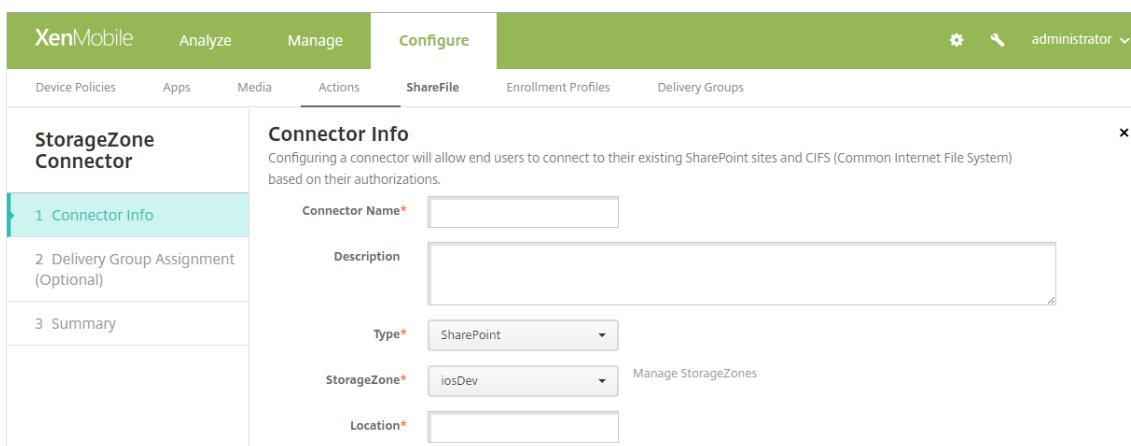 XenMobile Analyze Manage Configure administrator
Device Policies Apps Media Actions ShareFile Enrollment Profiles Delivery Groups
StorageZone
Connector
1 Connector Info
2 Delivery Group Assignment
(Optional)
3 Summary
Connector Info
Configuring a connector will allow end users to connect to their existing SharePoint sites and CIFS (Common Internet File System)
based on their authorizations.
Connector Name*
Description
Type* SharePoint
StorageZone* iosDev Manage StorageZones
Location*